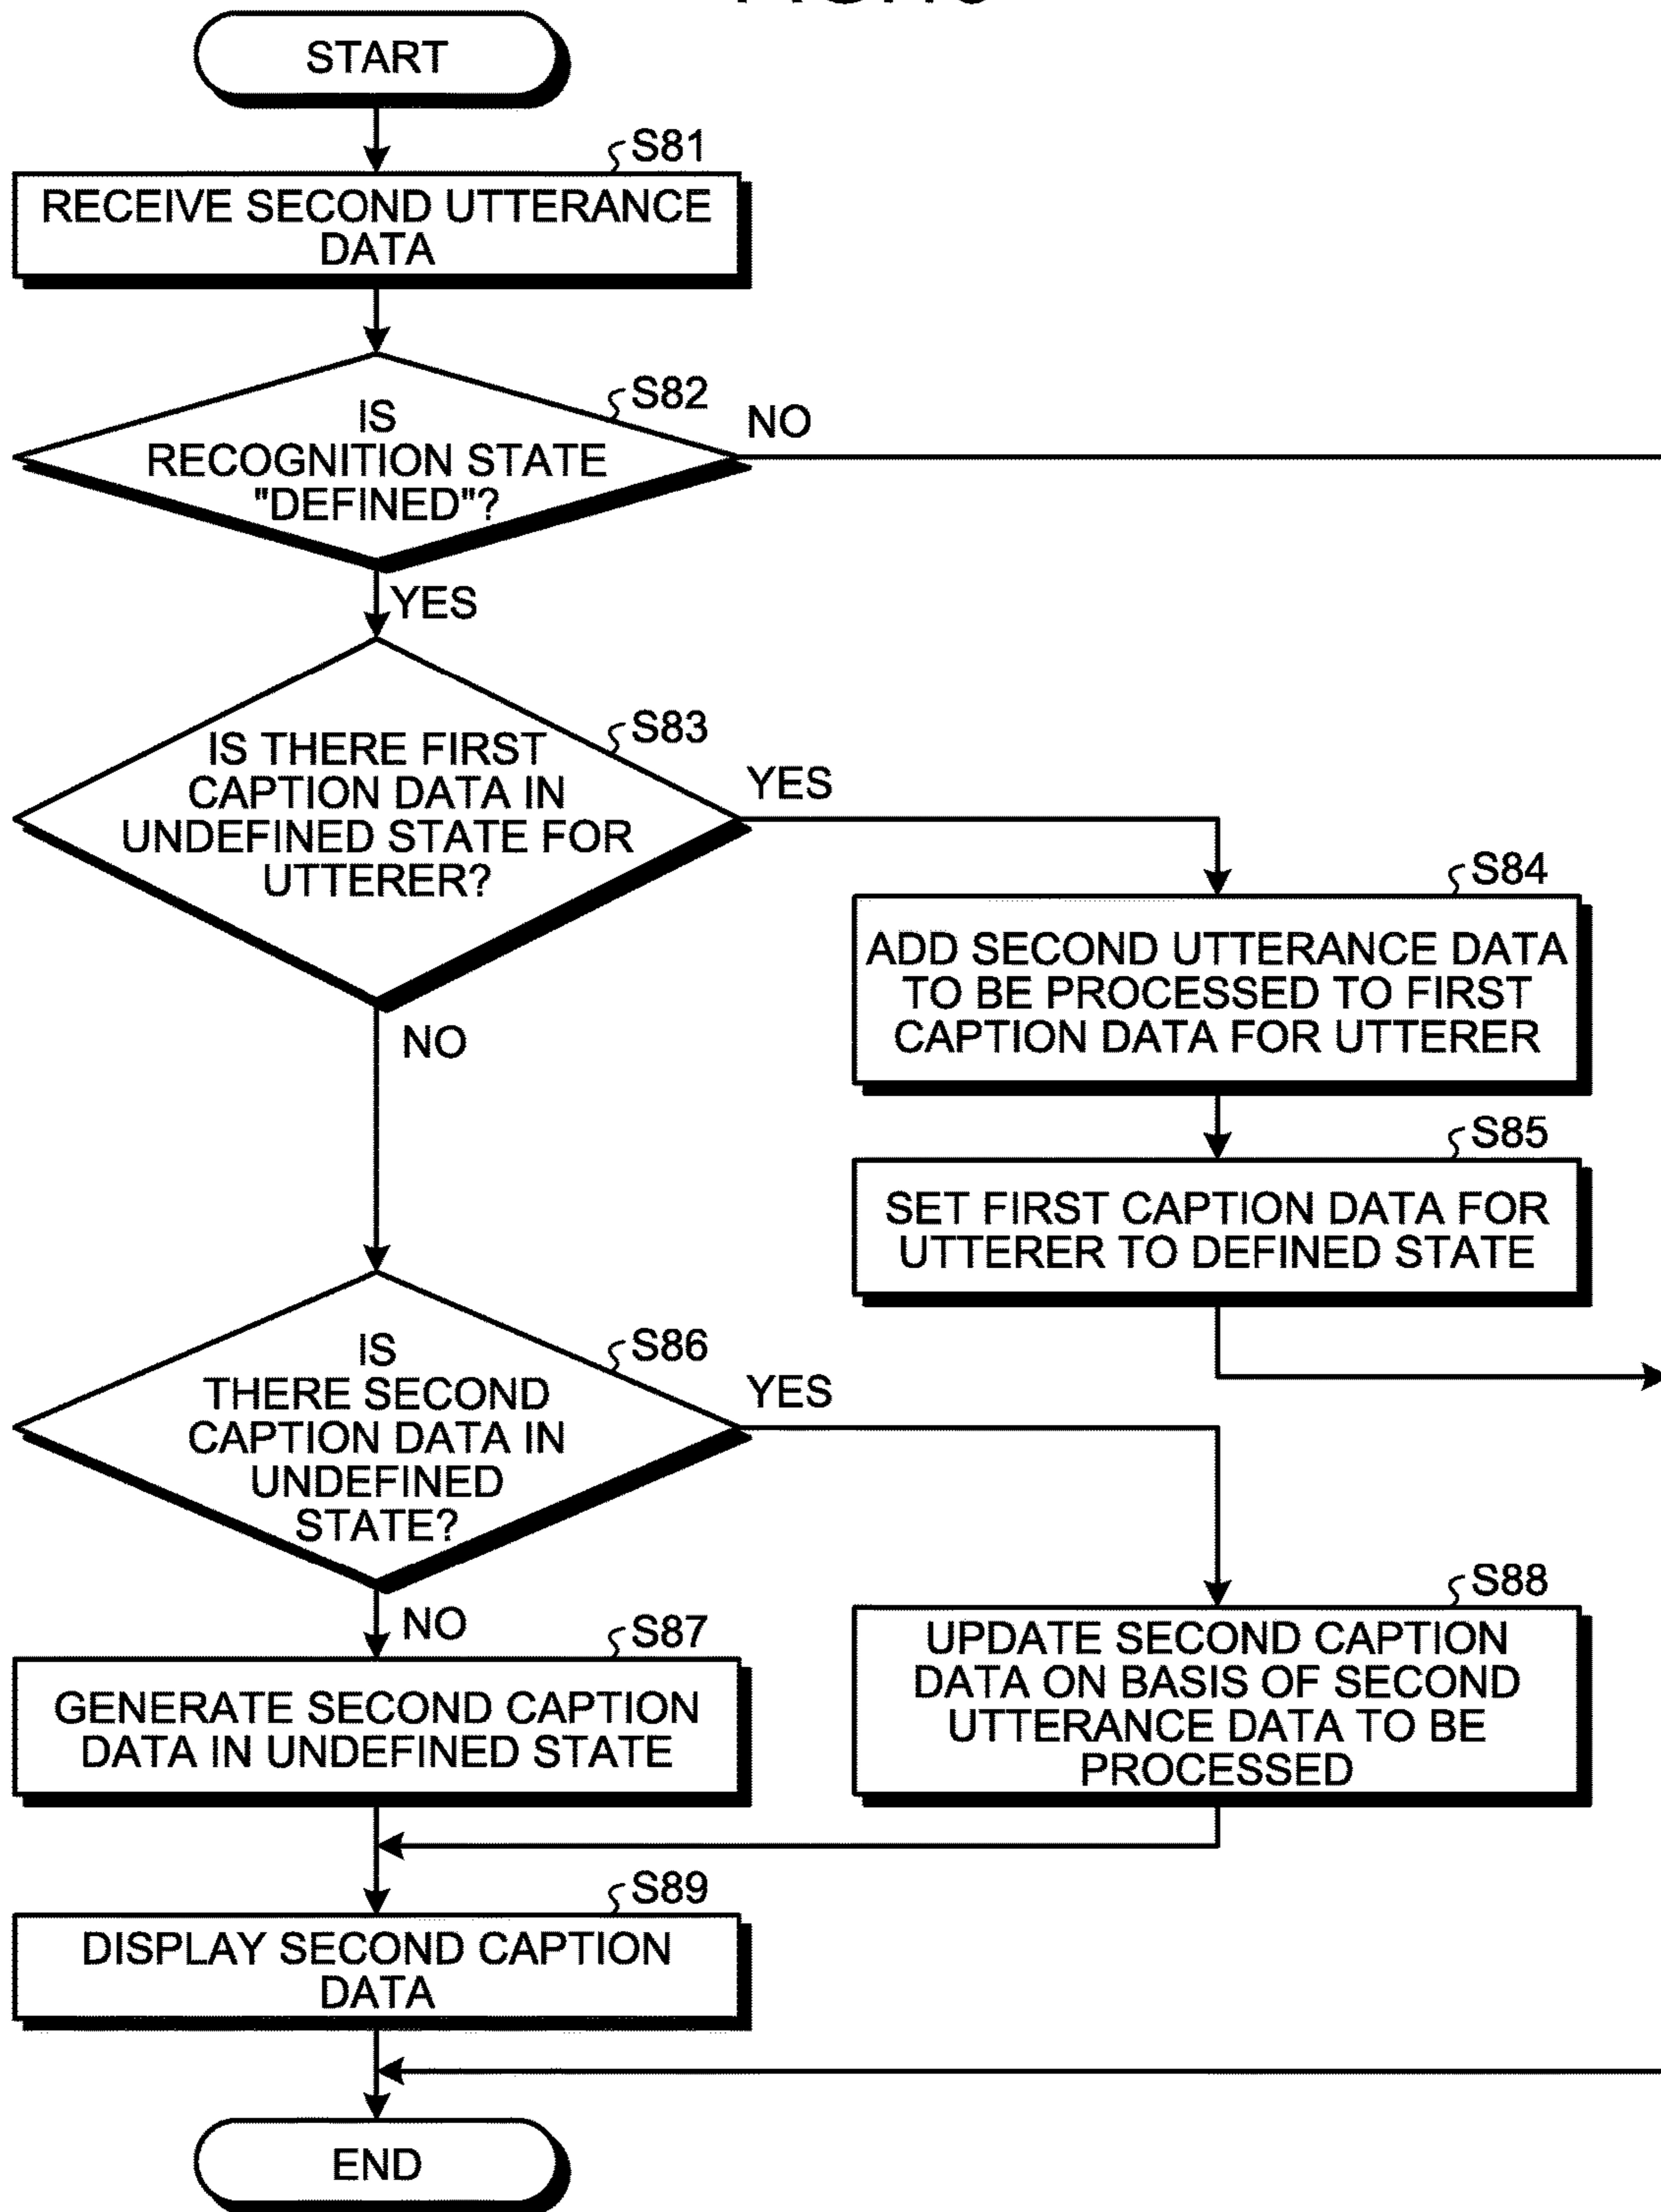 START
S81
RECEIVE SECOND UTTERANCE
DATA
S82
IS
RECOGNITION STATE
"DEFINED"?
NO
YES
S83
IS THERE FIRST
CAPTION DATA IN
UNDEFINED STATE FOR
UTTERER?
YES
NO
S84
ADD SECOND UTTERANCE DATA
TO BE PROCESSED TO FIRST
CAPTION DATA FOR UTTERER
S85
SET FIRST CAPTION DATA FOR
UTTERER TO DEFINED STATE
S86
IS
THERE SECOND
CAPTION DATA IN
UNDEFINED
STATE?
YES
NO
S87
GENERATE SECOND CAPTION
DATA IN UNDEFINED STATE
S88
UPDATE SECOND CAPTION
DATA ON BASIS OF SECOND
UTTERANCE DATA TO BE
PROCESSED
S89
DISPLAY SECOND CAPTION
DATA
END